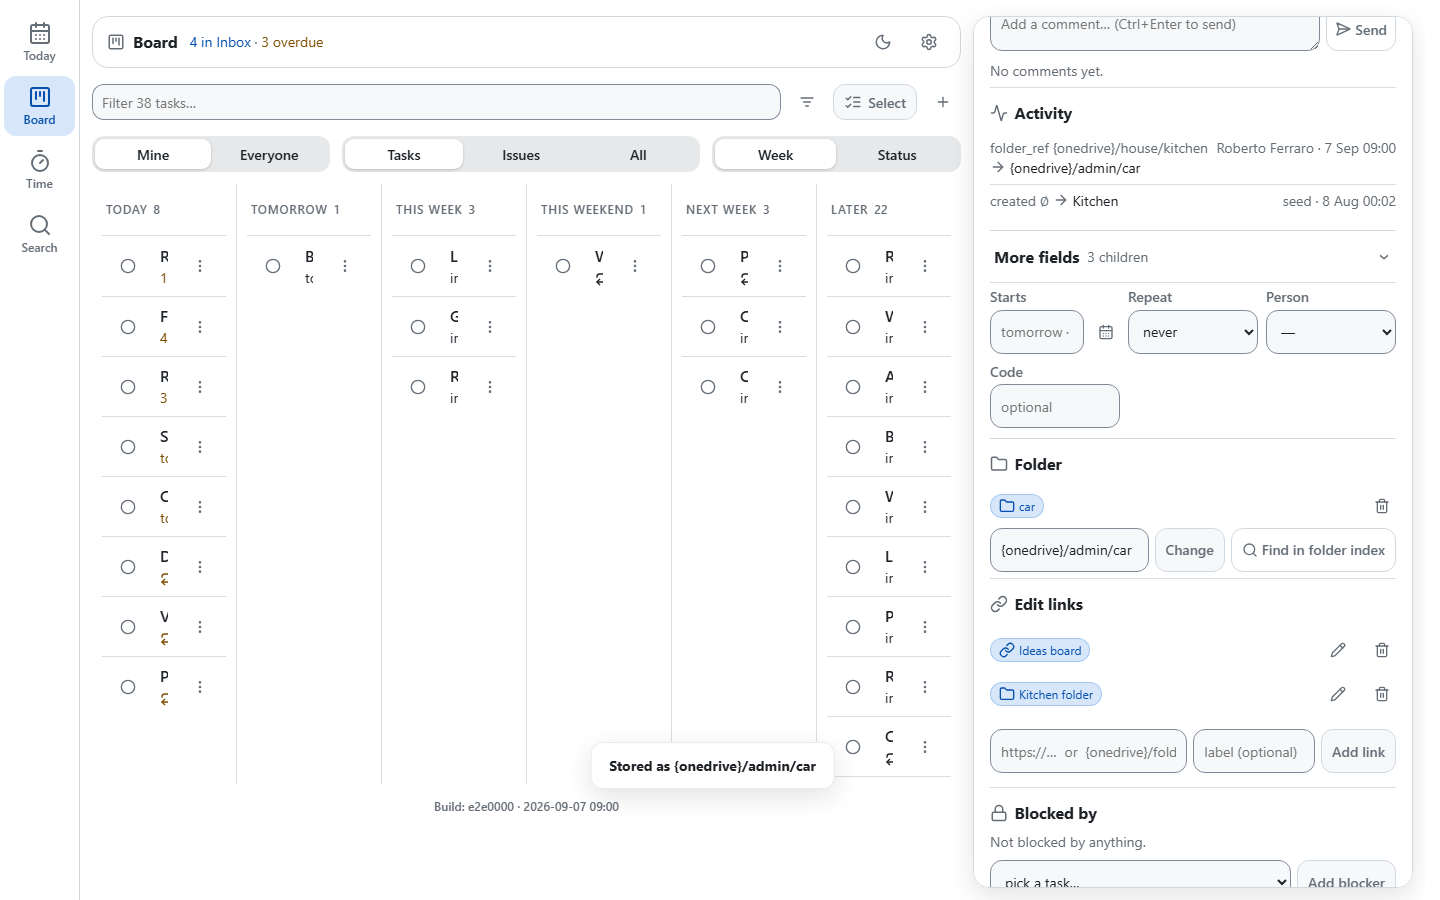 Today
Board
Time
Search
Board 4 in Inbox · 3 overdue
Filter 38 tasks...
Select
Mine Everyone Tasks Issues All Week Status
TODAY 8
R
1
F
4
R
3
S
C
D
V
P
TOMORROW 1
B
THIS WEEK 3
L
G
R
THIS WEEKEND 1
V
NEXT WEEK 3
P
C
C
LATER 22
R
V
A
B
V
L
P
R
C
Stored as {onedrive}/admin/car
Build: e2e0000 · 2026-09-07 09:00
Add a comment... (Ctrl+Enter to send)
Send
No comments yet.
Activity
folder_ref {onedrive}/house/kitchen Roberto Ferraro · 7 Sep 09:00
→ {onedrive}/admin/car
created ∅ → Kitchen seed · 8 Aug 00:02
More fields 3 children
Starts Repeat Person
tomorrow · never —
Code
optional
Folder
car
{onedrive}/admin/car Change Find in folder index
Edit links
Ideas board
Kitchen folder
https://... or {onedrive}/fold label (optional) Add link
Blocked by
Not blocked by anything.
pick a task... Add blocker